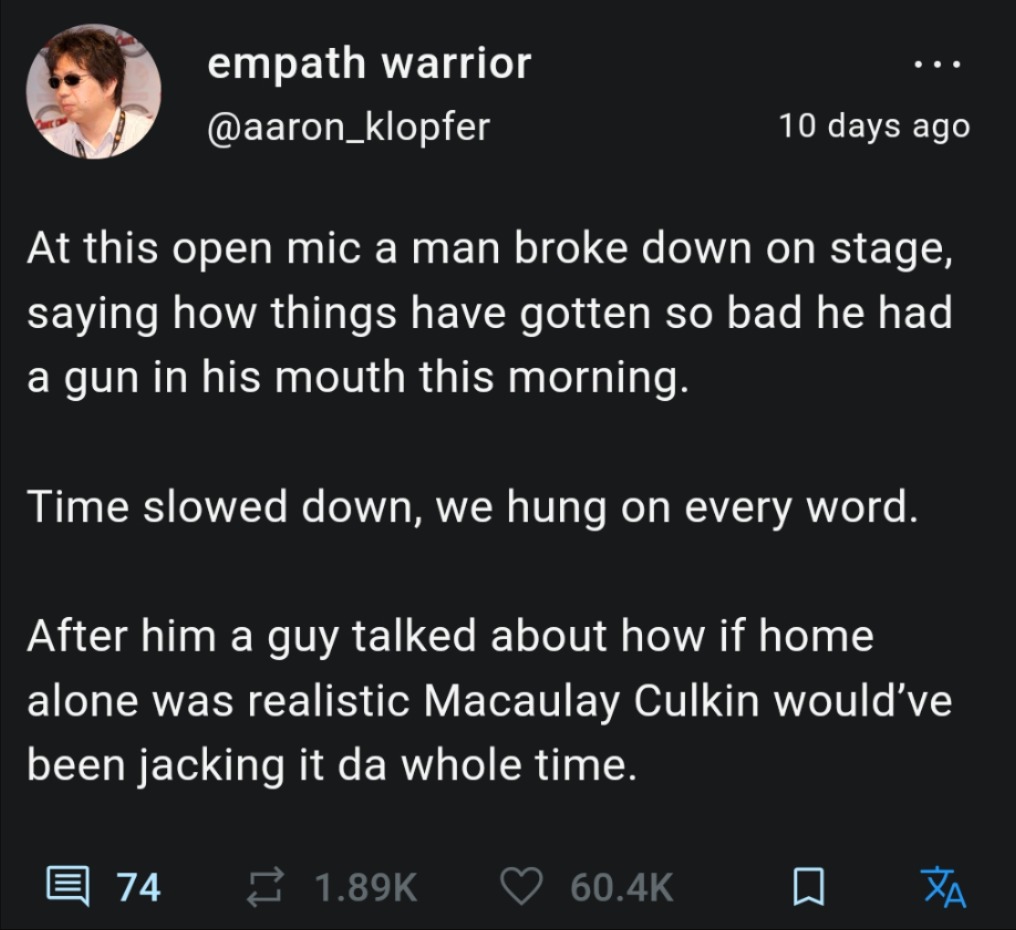 empath warrior
...
@aaron_klopfer
10 days ago
At this open mic a man broke down on stage,
saying how things have gotten so bad he had
a gun in his mouth this morning.
Time slowed down, we hung on every word.
After him a guy talked about how if home
alone was realistic Macaulay Culkin would’ve
been jacking it da whole time.
74
1.89K
60.4K